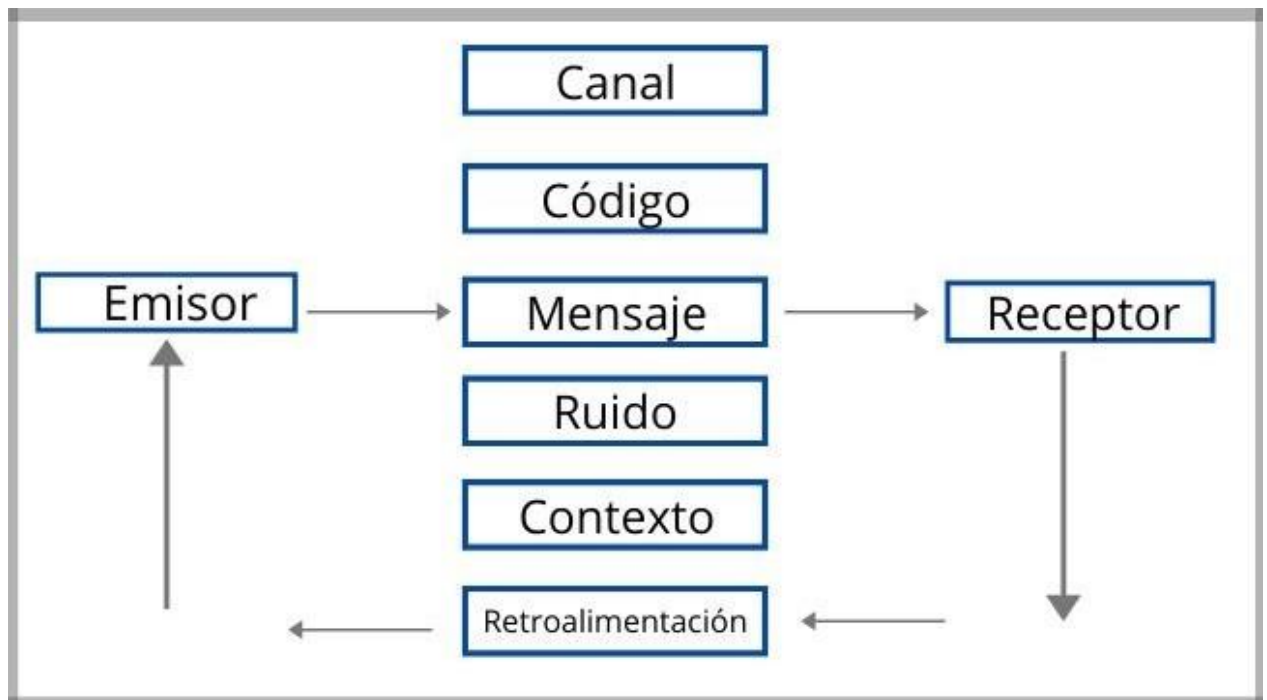 Canal
Código
Emisor
Mensaje
Receptor
Ruido
Contexto
Retroalimentación